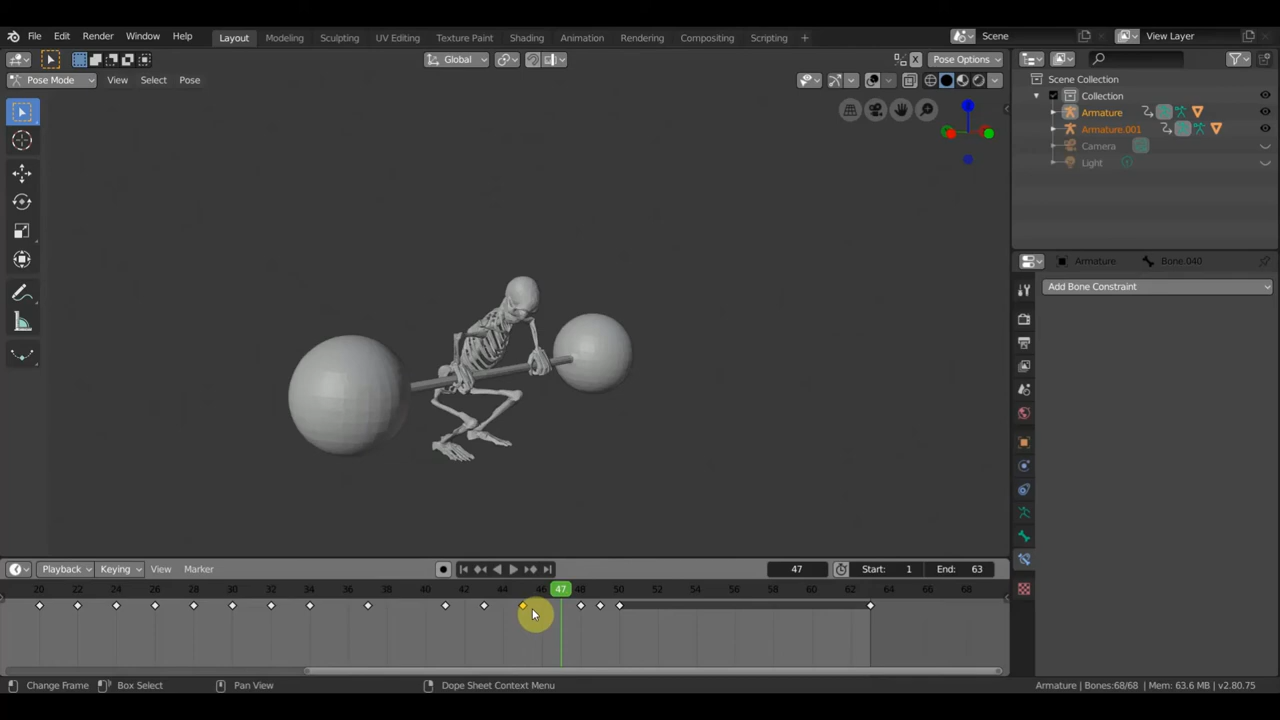 File Edit Render Window Help Layout Modeling Sculpting UV Editing Texture Paint Shading Animation Rendering Compositing Scripting + Scene View Layer
Global Pose Options
Pose Mode View Select Pose
Scene Collection
Collection
Armature
Armature.001
Camera
Light
Armature Bone.040
Add Bone Constraint
Playback Keying View Marker 47 Start: 1 End: 63
20 22 24 26 28 30 32 34 36 38 40 42 44 46 47 48 50 52 54 56 58 60 62 64 66 68
Change Frame Box Select Pan View Dope Sheet Context Menu Armature | Bones:68/68 | Mem: 63.6 MB | v2.80.75